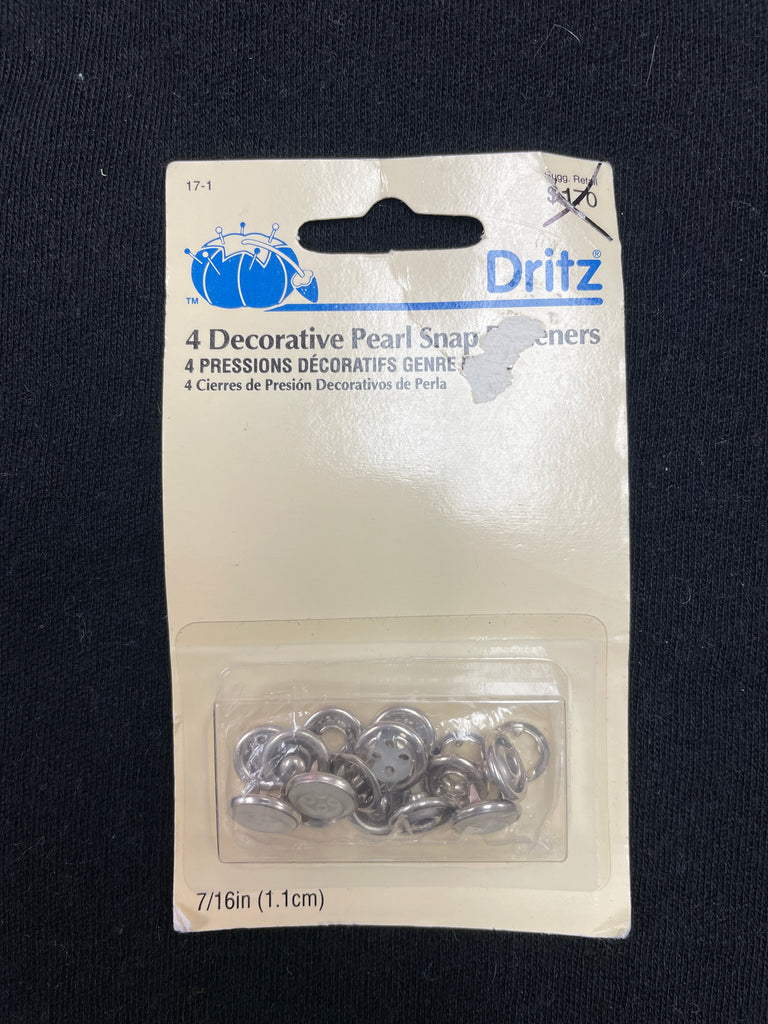 17-1
Sugg. Retail
$1.70
Dritz®
TM
4 Decorative Pearl Snap
4 PRESSIONS DÉCORATIFS GENRE
4 Cierres de Presión Decorativos de Perla
7/16in (1.1cm)